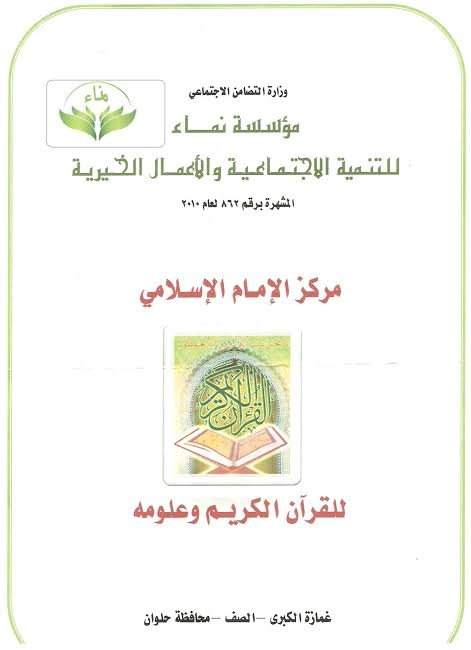 وزارة التضامن الاجتماعي
نماء
مؤسسة نمــاء
للتنمية الاجتماعية والأعمال الخيرية
المشهرة برقم ٨٦٢ لعام ٢٠١٠
مركز الإمام الإسلامي
القرآن الكريم
للقرآن الكريم وعلومه
غمازة الكبرى –الصف –محافظة حلوان